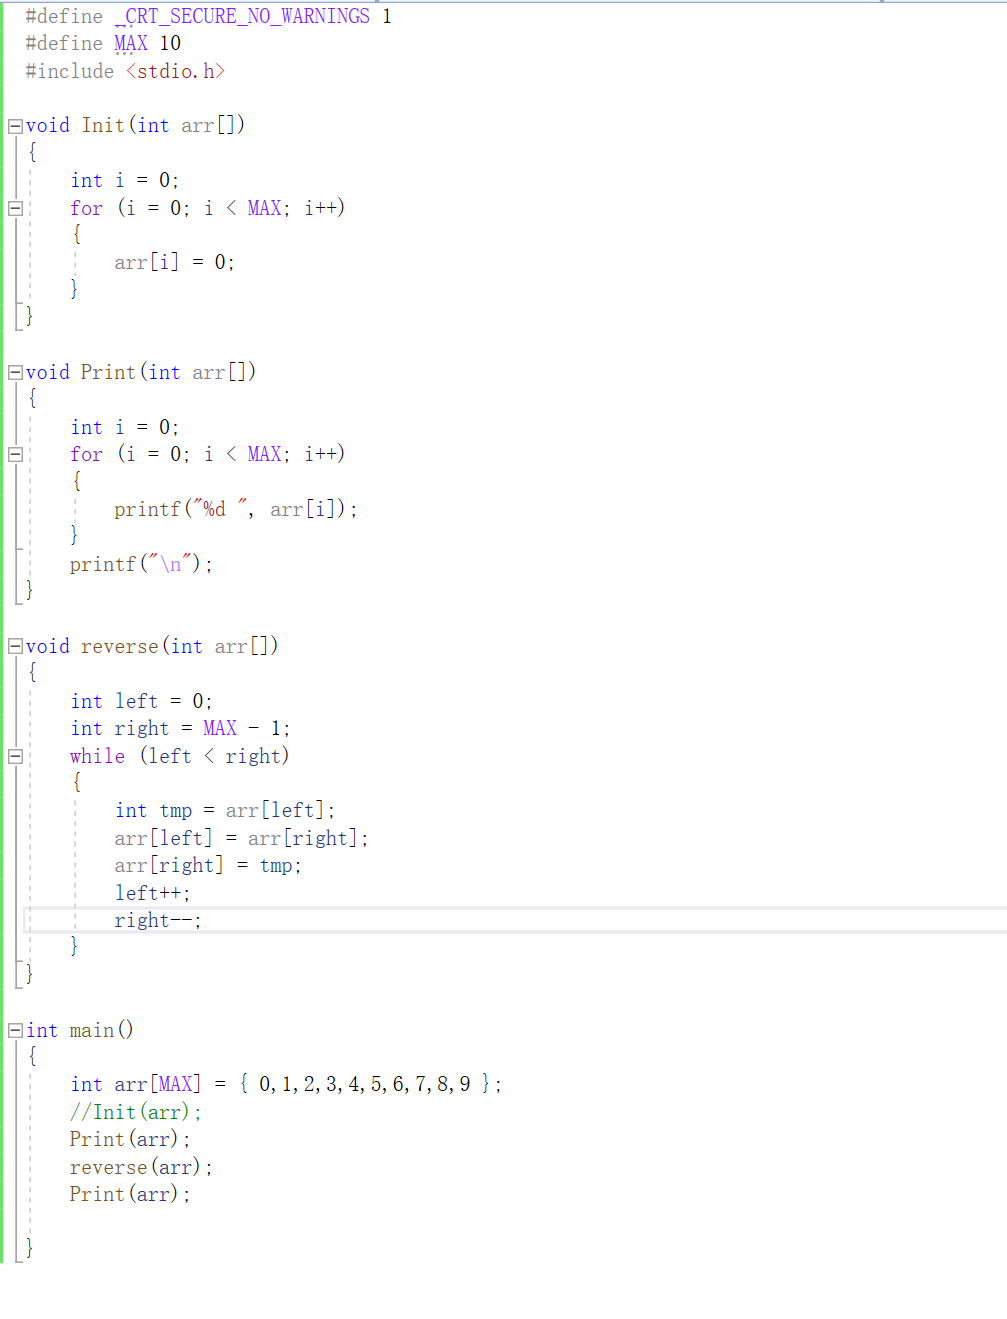 #define _CRT_SECURE_NO_WARNINGS 1
#define MAX 10
#include <stdio.h>

void Init(int arr[])
{
    int i = 0;
    for (i = 0; i < MAX; i++)
    {
        arr[i] = 0;
    }
}

void Print(int arr[])
{
    int i = 0;
    for (i = 0; i < MAX; i++)
    {
        printf("%d ", arr[i]);
    }
    printf("\n");
}

void reverse(int arr[])
{
    int left = 0;
    int right = MAX - 1;
    while (left < right)
    {
        int tmp = arr[left];
        arr[left] = arr[right];
        arr[right] = tmp;
        left++;
        right--;
    }
}

int main()
{
    int arr[MAX] = { 0,1,2,3,4,5,6,7,8,9 };
    //Init(arr);
    Print(arr);
    reverse(arr);
    Print(arr);

}